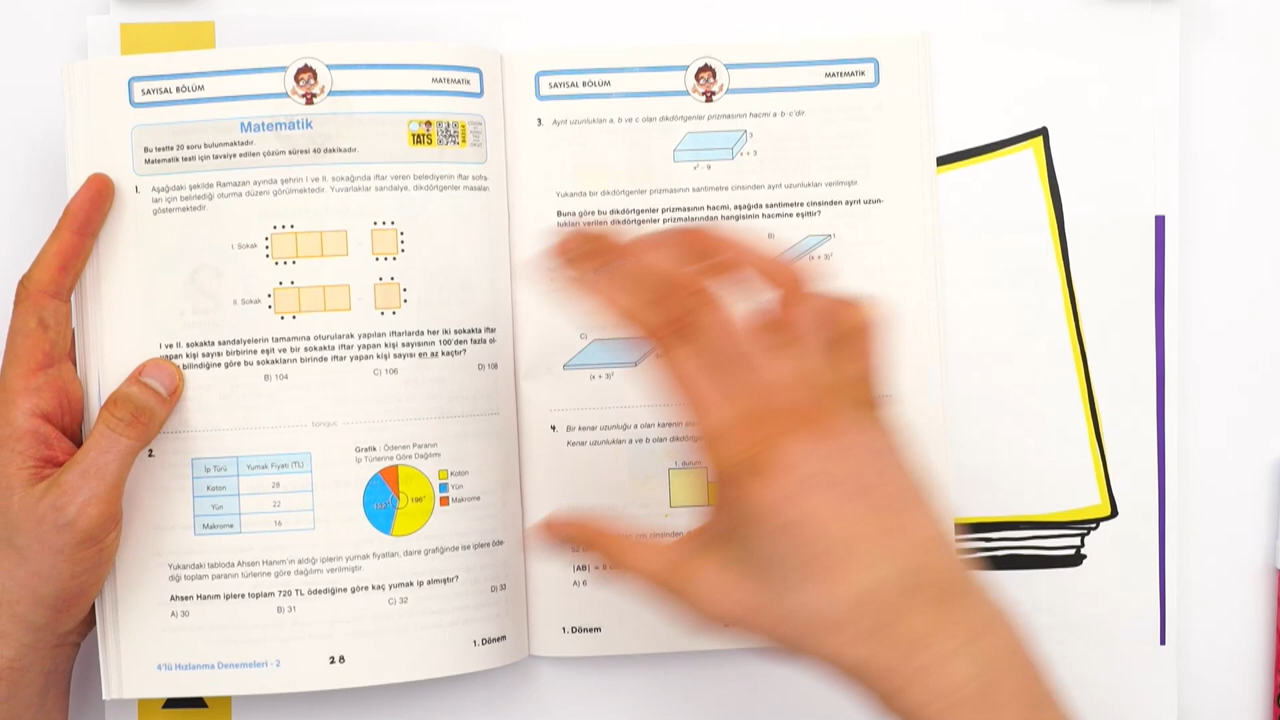 SAYISAL BÖLÜM
MATEMATİK
Matematik
Bu testte 20 soru bulunmaktadır.
Matematik testi için tavsiye edilen çözüm süresi 40 dakikadır.
TATS
1. Aşağıdaki şekilde Ramazan ayında şehrin I ve II. sokağında iftar veren belediyenin iftar sofra-
ları için belirlediği oturma düzeni görülmektedir. Yuvarlaklar sandalye, dikdörtgenler masaları
göstermektedir.
I. Sokak
II. Sokak
I ve II. sokakta sandalyelerin tamamına oturularak yapılan iftarlarda her iki sokakta iftar
yapan kişi sayısı birbirine eşit ve bir sokakta iftar yapan kişi sayısının 100'den fazla ol-
bilindiğine göre bu sokakların birinde iftar yapan kişi sayısı en az kaçtır?
B) 104
C) 106
D) 108
tonguç
2.
İp Türü
Yumak Fiyatı (TL)
Koton
28
Yün
22
Makrome
16
Grafik : Ödenen Paranın
İp Türlerine Göre Dağılımı
196°
Koton
Yün
Makrome
Yukarıdaki tabloda Ahsen Hanım'ın aldığı iplerin yumak fiyatları, daire grafiğinde ise iplere öde-
diği toplam paranın türlerine göre dağılımı verilmiştir.
Ahsen Hanım iplere toplam 720 TL ödediğine göre kaç yumak ip almıştır?
A) 30
B) 31
C) 32
D) 33
1. Dönem
4'lü Hızlanma Denemeleri - 2
28
SAYISAL BÖLÜM
MATEMATİK
3. Ayrıt uzunlukları a, b ve c olan dikdörtgenler prizmasının hacmi a·b·c'dir.
3
x + 3
x² - 9
Yukarıda bir dikdörtgenler prizmasının santimetre cinsinden ayrıt uzunlukları verilmiştir.
Buna göre bu dikdörtgenler prizmasının hacmi, aşağıda santimetre cinsinden ayrıt uzun-
lukları verilen dikdörtgenler prizmalarından hangisinin hacmine eşittir?
B)
1
(x + 3)²
C)
(x + 3)²
4. Bir kenar uzunluğu a olan karenin
Kenar uzunlukları a ve b olan
1. durum
cm cinsinden
|AB| = 8
A) 6
1. Dönem